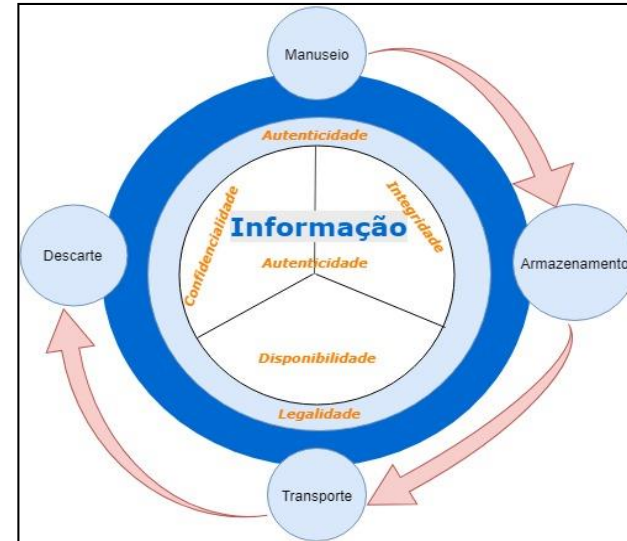 Manuseio
Autenticidade
Confidencialidade
Integridade
Informação
Autenticidade
Descarte
Armazenamento
Disponibilidade
Legalidade
Transporte